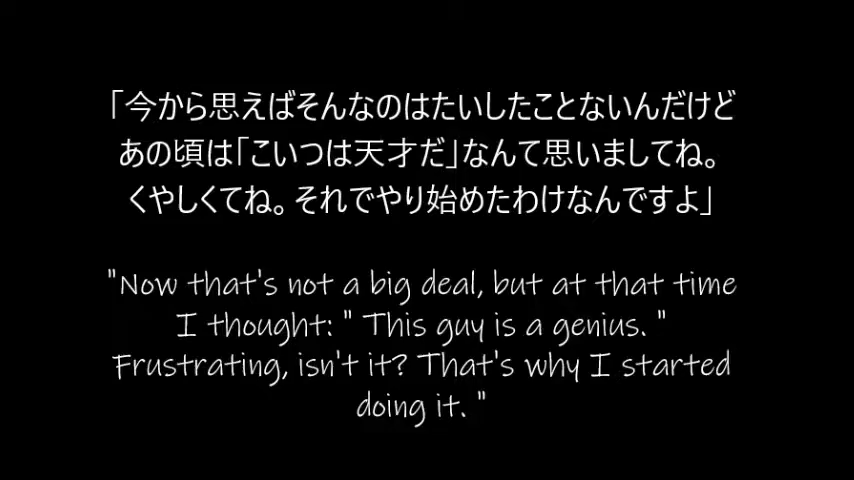 「今から思えばそんなのはたいしたことないんだけど
あの頃は「こいつは天才だ」なんて思いましてね。
くやしくてね。それでやり始めたわけなんですよ」
"Now that's not a big deal, but at that time
I thought: " This guy is a genius. "
Frustrating, isn't it? That's why I started
doing it. "